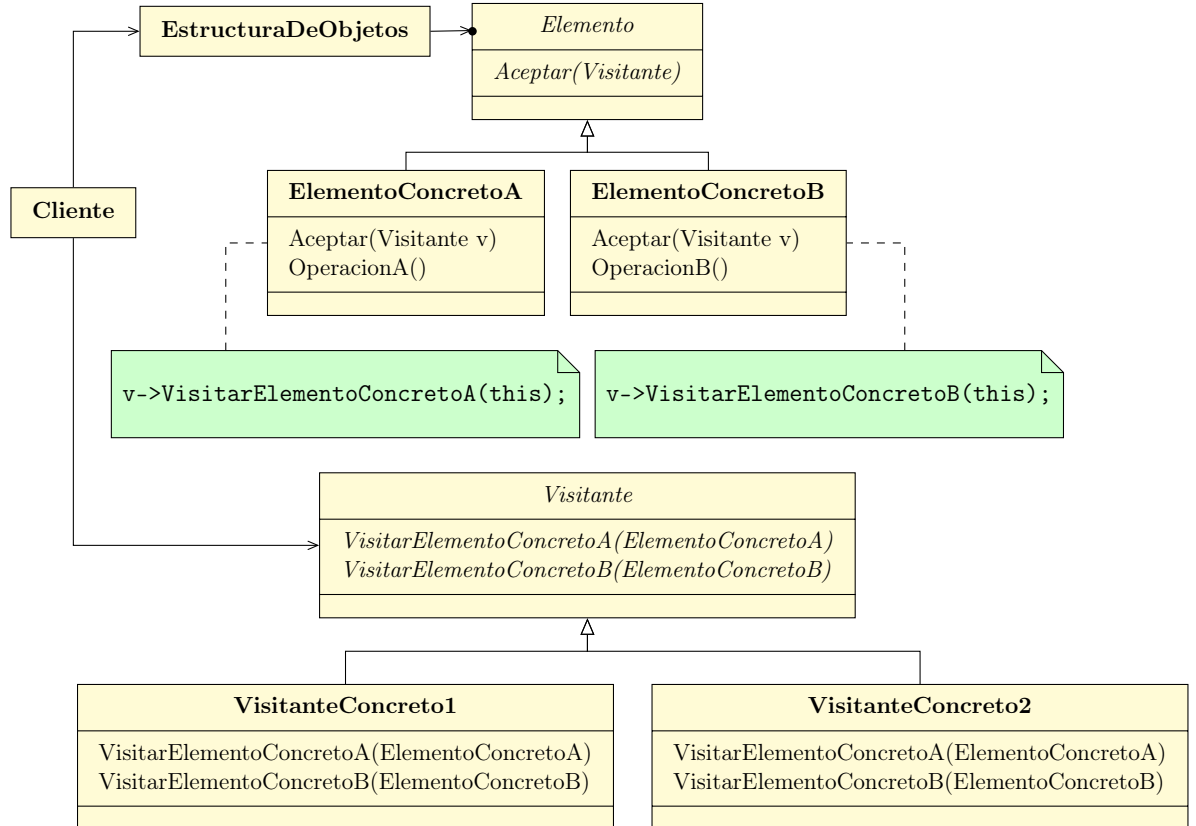 EstructuraDeObjetos
Elemento
Aceptar(Visitante)
Cliente
ElementoConcretoA
Aceptar(Visitante v)
OperacionA()
ElementoConcretoB
Aceptar(Visitante v)
OperacionB()
v->VisitarElementoConcretoA(this);
v->VisitarElementoConcretoB(this);
Visitante
VisitarElementoConcretoA(ElementoConcretoA)
VisitarElementoConcretoB(ElementoConcretoB)
VisitanteConcreto1
VisitarElementoConcretoA(ElementoConcretoA)
VisitarElementoConcretoB(ElementoConcretoB)
VisitanteConcreto2
VisitarElementoConcretoA(ElementoConcretoA)
VisitarElementoConcretoB(ElementoConcretoB)